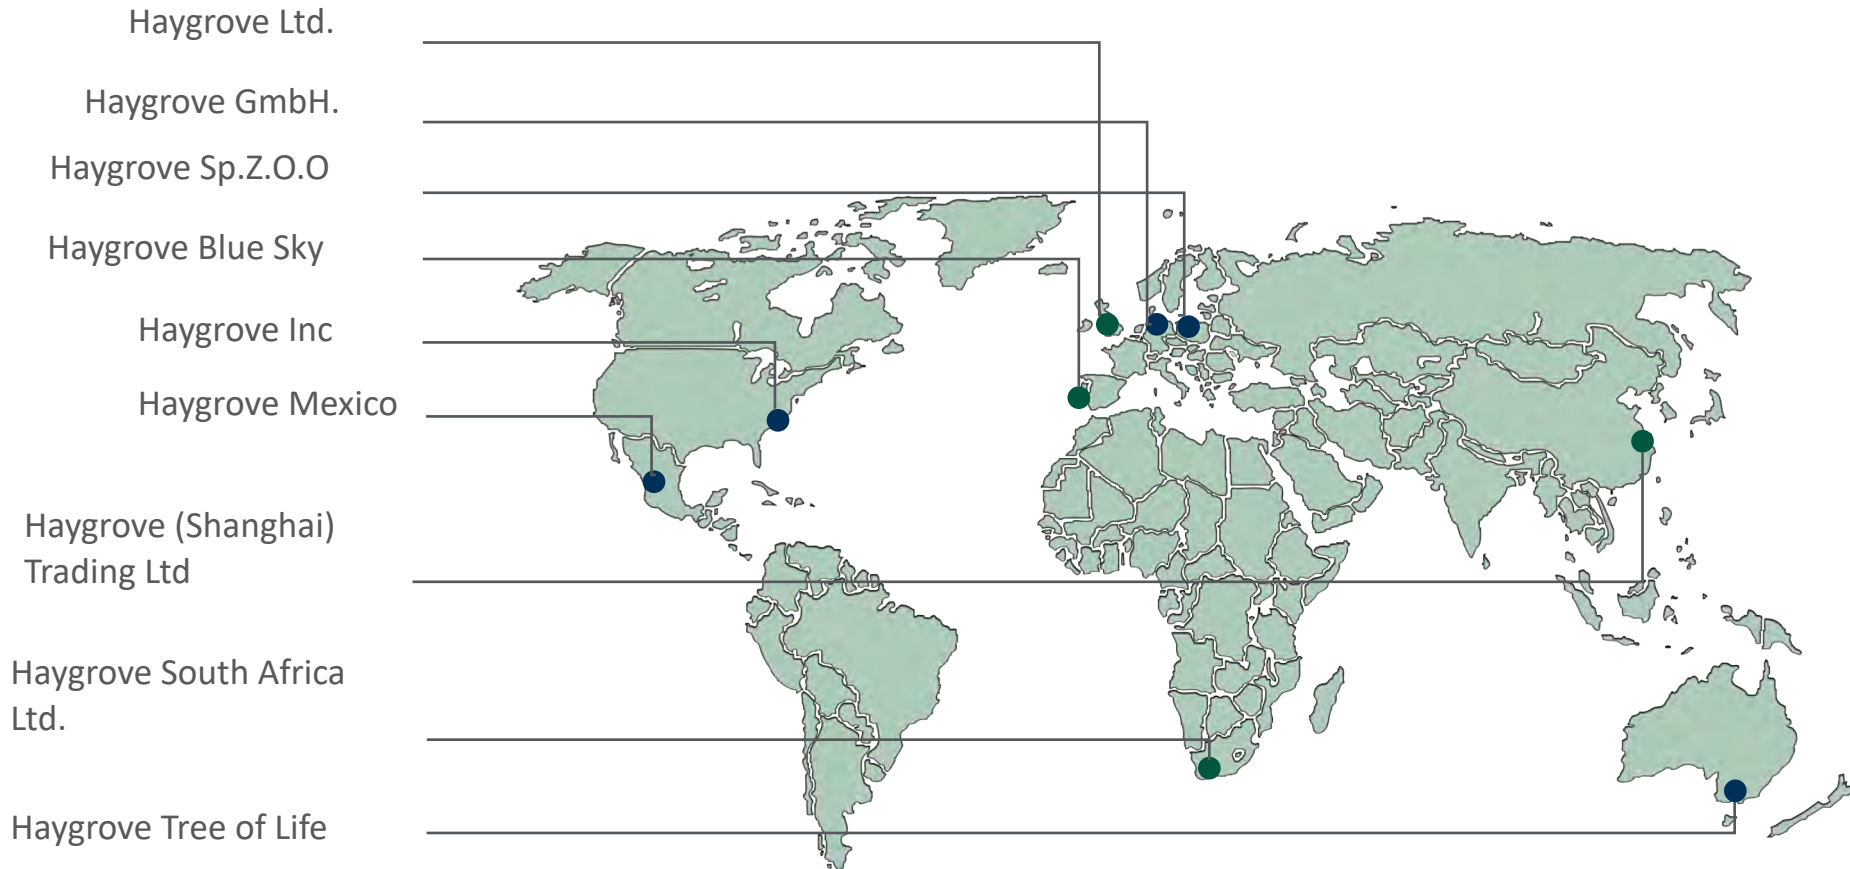 Haygrove Ltd.
Haygrove GmbH.
Haygrove Sp.Z.O.O
Haygrove Blue Sky
Haygrove Inc
Haygrove Mexico
Haygrove (Shanghai)
Trading Ltd
Haygrove South Africa
Ltd.
Haygrove Tree of Life